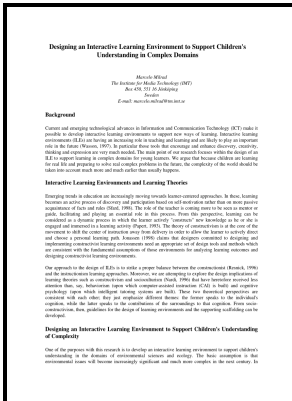 Designing an Interactive Learning Environment to Support Children's
Understanding in Complex Domains
Marcelo Milrad
The Institute for Media Technology (IMT)
Box 450, 551 16 Jönköping
Sweden
E-mail: marcelo.milrad@imt.net.se
Background
Current and emerging technological advances in Information and Communication Technology (ICT) make it
possible to develop interactive learning environments to support new ways of learning. Interactive learning
environments (ILEs) are having an increasing role in teaching and learning and are likely to play an important
role in the future (Wasson, 1997). In particular those tools that encourage and enhance discovery, creativity,
thinking and expression are very much needed. The main point of our research focuses within the design of an
ILE to support learning in complex domains for young learners. We argue that because children are learning
for real life and preparing to solve real complex problems in the future, the complexity of the world should be
taken into account much more and much earlier than usually happens.
Interactive Learning Environments and Learning Theories
Emerging trends in education are increasingly moving towards learner-centered approaches. In these, learning
becomes an active process of discovery and participation based on self-motivation rather than on more passive
acquaintance of facts and rules (Sfard, 1998). The role of the teacher is coming more to be seen as mentor or
guide, facilitating and playing an essential role in this process. From this perspective, learning can be
considered as a dynamic process in which the learner actively "constructs" new knowledge as he or she is
engaged and immersed in a learning activity (Papert, 1993). The theory of constructivism is at the core of the
movement to shift the center of instruction away from delivery in order to allow the learner to actively direct
and choose a personal learning path. Jonassen (1998) claims that designers committed to designing and
implementing constructivist learning environments need an appropriate set of design tools and methods which
are consistent with the fundamental assumptions of those environments for analyzing learning outcomes and
designing constructivist learning environments.
Our approach to the design of ILEs is to strike a proper balance between the constructionist (Resnick, 1996)
and the instructionist learning approaches. Moreover, we are attempting to explore the design implications of
learning theories such as constructivism and socioculturism (Nardi, 1996) that have heretofore received less
attention than, say, behaviourism (upon which computer-assisted instruction (CAI) is built) and cognitive
psychology (upon which intelligent tutoring systems are built). These two theoretical perspectives are
consistent with each other; they just emphasize different themes: the former speaks to the individual's
cognition, while the latter speaks to the contribution of the surroundings to that cognition. From socio-
constructivism, then, guidelines for the design of learning environments and the supporting scaffolding can be
developed.
Designing an Interactive Learning Environment to Support Children's Understanding
of Complexity
One of the purposes with this research is to develop an interactive learning environment to support children's
understanding in the domains of environmental sciences and ecology. The basic assumption is that
environmental issues will become increasingly significant and much more complex in the next century. In